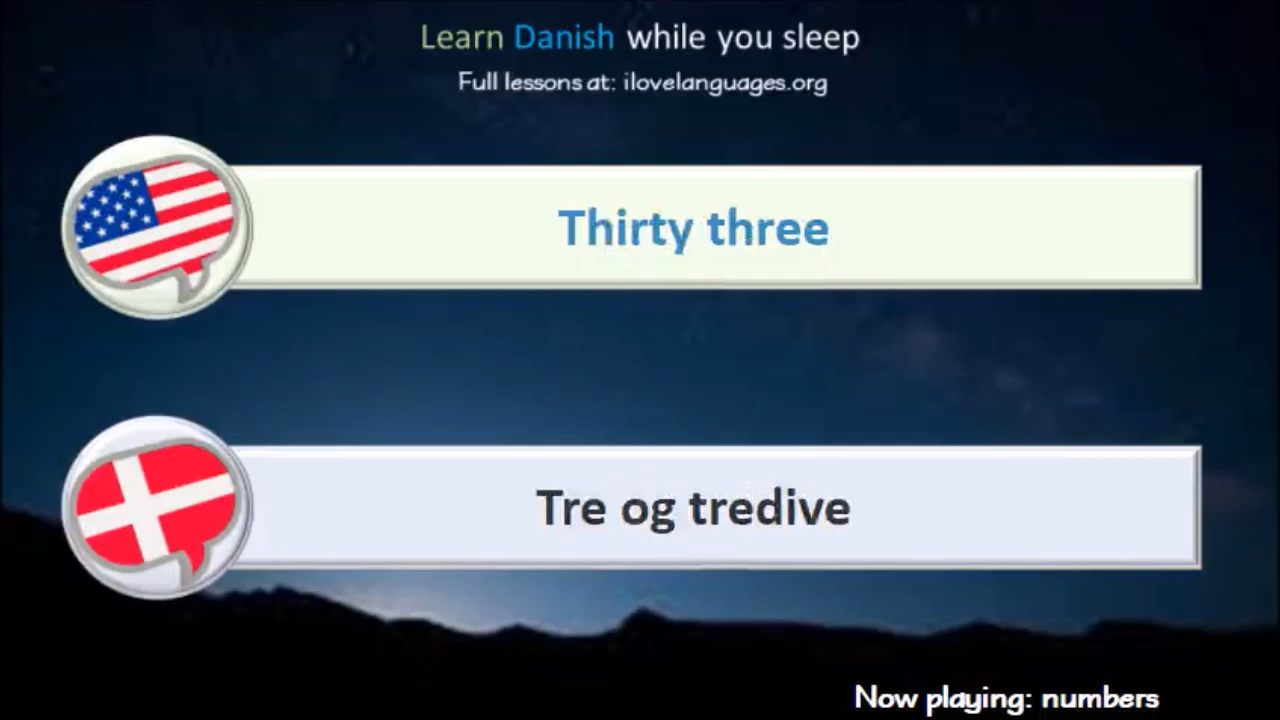 Learn Danish while you sleep
Full lessons at: ilovelanguages.org
Thirty three
Tre og tredive
Now playing: numbers